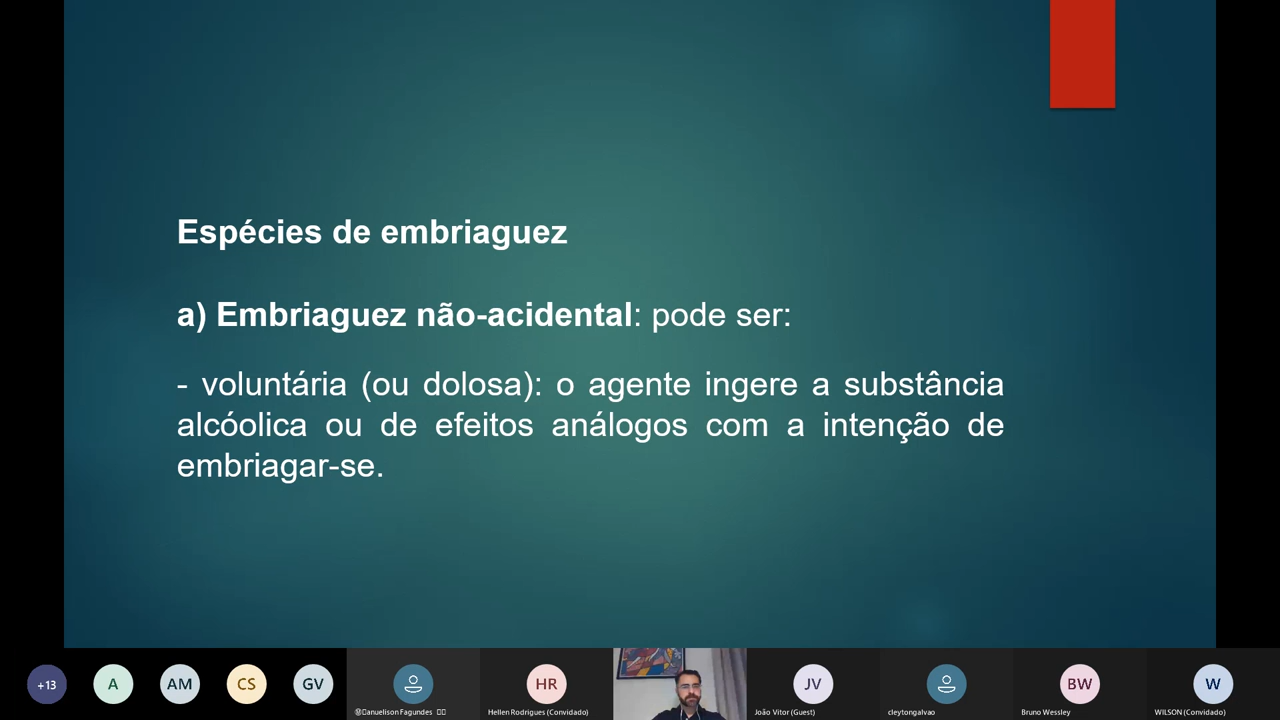 Espécies de embriaguez
a) Embriaguez não-acidental: pode ser:
- voluntária (ou dolosa): o agente ingere a substância
alcóolica ou de efeitos análogos com a intenção de
embriagar-se.
+13 A AM CS GV HR JV BW W
anuelison Fagundes Hellen Rodrigues (Convidado) João Vitor (Guest) cleytongalvao Bruno Wessley WILSON (Convidado)